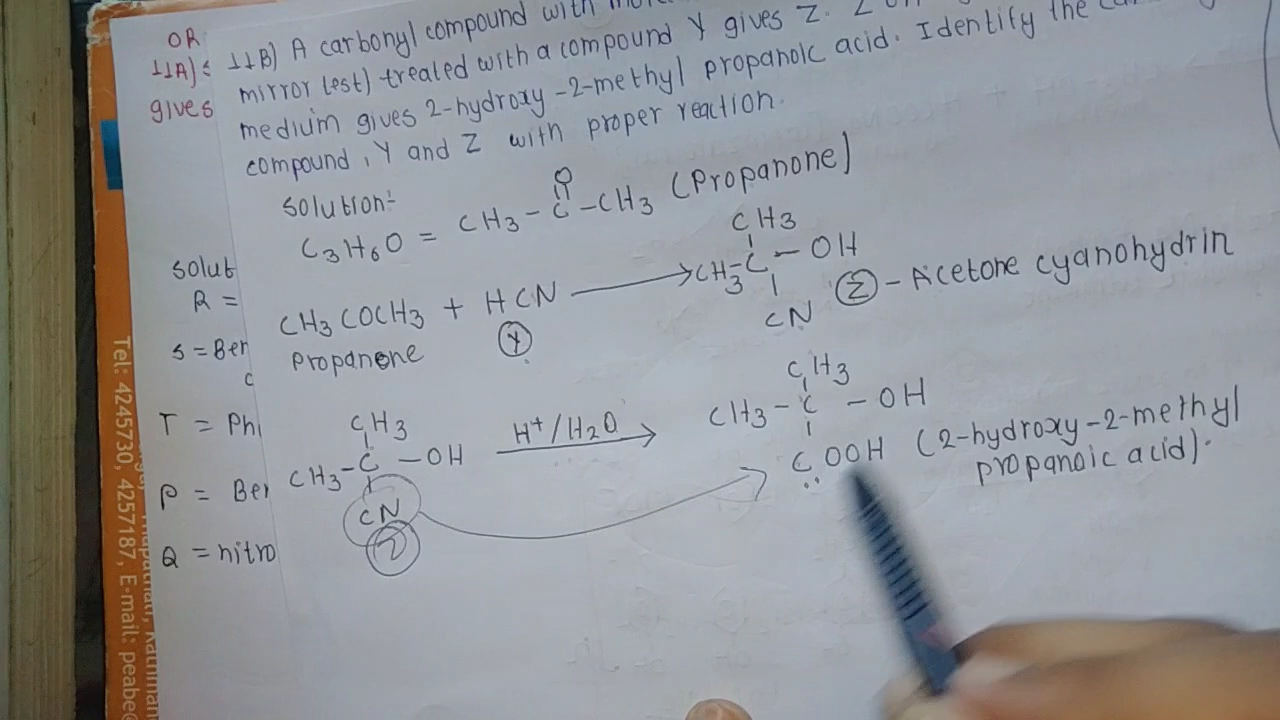 OR
11A):
gives
11B) A carbonyl compound with
mirror test) treated with a compound Y gives Z. Z on
medium gives 2-hydroxy-2-methyl propanoic acid. Identify the
compound, Y and Z with proper reaction.
Solution:-
C3H6O = CH3-C-CH3 (Propanone)
O
CH3
CH3-C-OH
CN
Z - Acetone cyanohydrin
CH3COCH3 + HCN
Propanone
Y
CH3
CH3-C-OH
CN
Z
H+/H2O
CH3
CH3-C-OH
COOH
(2-hydroxy-2-methyl
propanoic acid).
Solut
R =
S = Ber
c
T = Ph
P = Ber
Q = nitro
Tel: 4245730, 4257187, E-mail: peabe